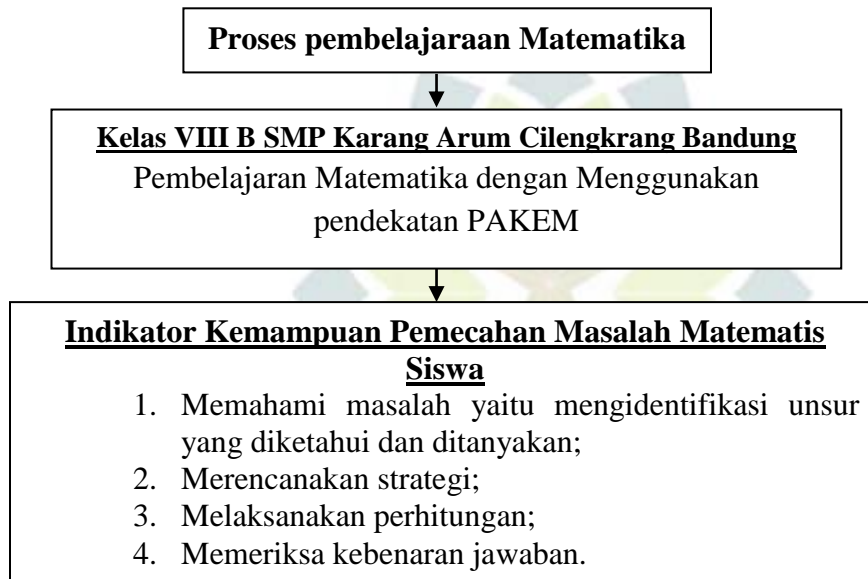 Proses pembelajaraan Matematika
Kelas VIII B SMP Karang Arum Cilengkrang Bandung
Pembelajaran Matematika dengan Menggunakan
pendekatan PAKEM
Indikator Kemampuan Pemecahan Masalah Matematis
Siswa
1. Memahami masalah yaitu mengidentifikasi unsur
yang diketahui dan ditanyakan;
2. Merencanakan strategi;
3. Melaksanakan perhitungan;
4. Memeriksa kebenaran jawaban.